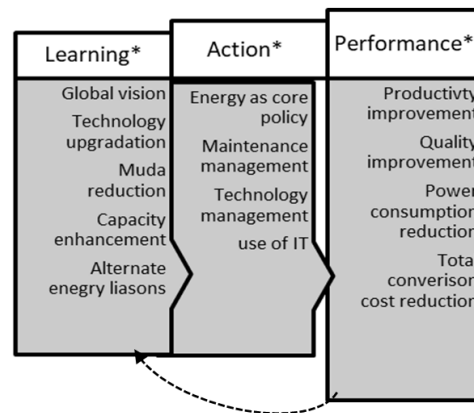 Learning*
Global vision
Technology
upgradation
Muda
reduction
Capacity
enhancement
Alternate
enegry liasons
Action*
Energy as core
policy
Maintenance
management
Technology
management
use of IT
Performance*
Productivty
improvement
Quality
improvement
Power
consumption
reduction
Total
converison
cost reduction